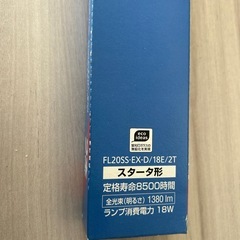 eco
ideas
FL20SS·EX-D/18E/2T
スタータ形
定格寿命8500時間
全光束(明るさ) 1380 lm
ランプ消費電力 18W